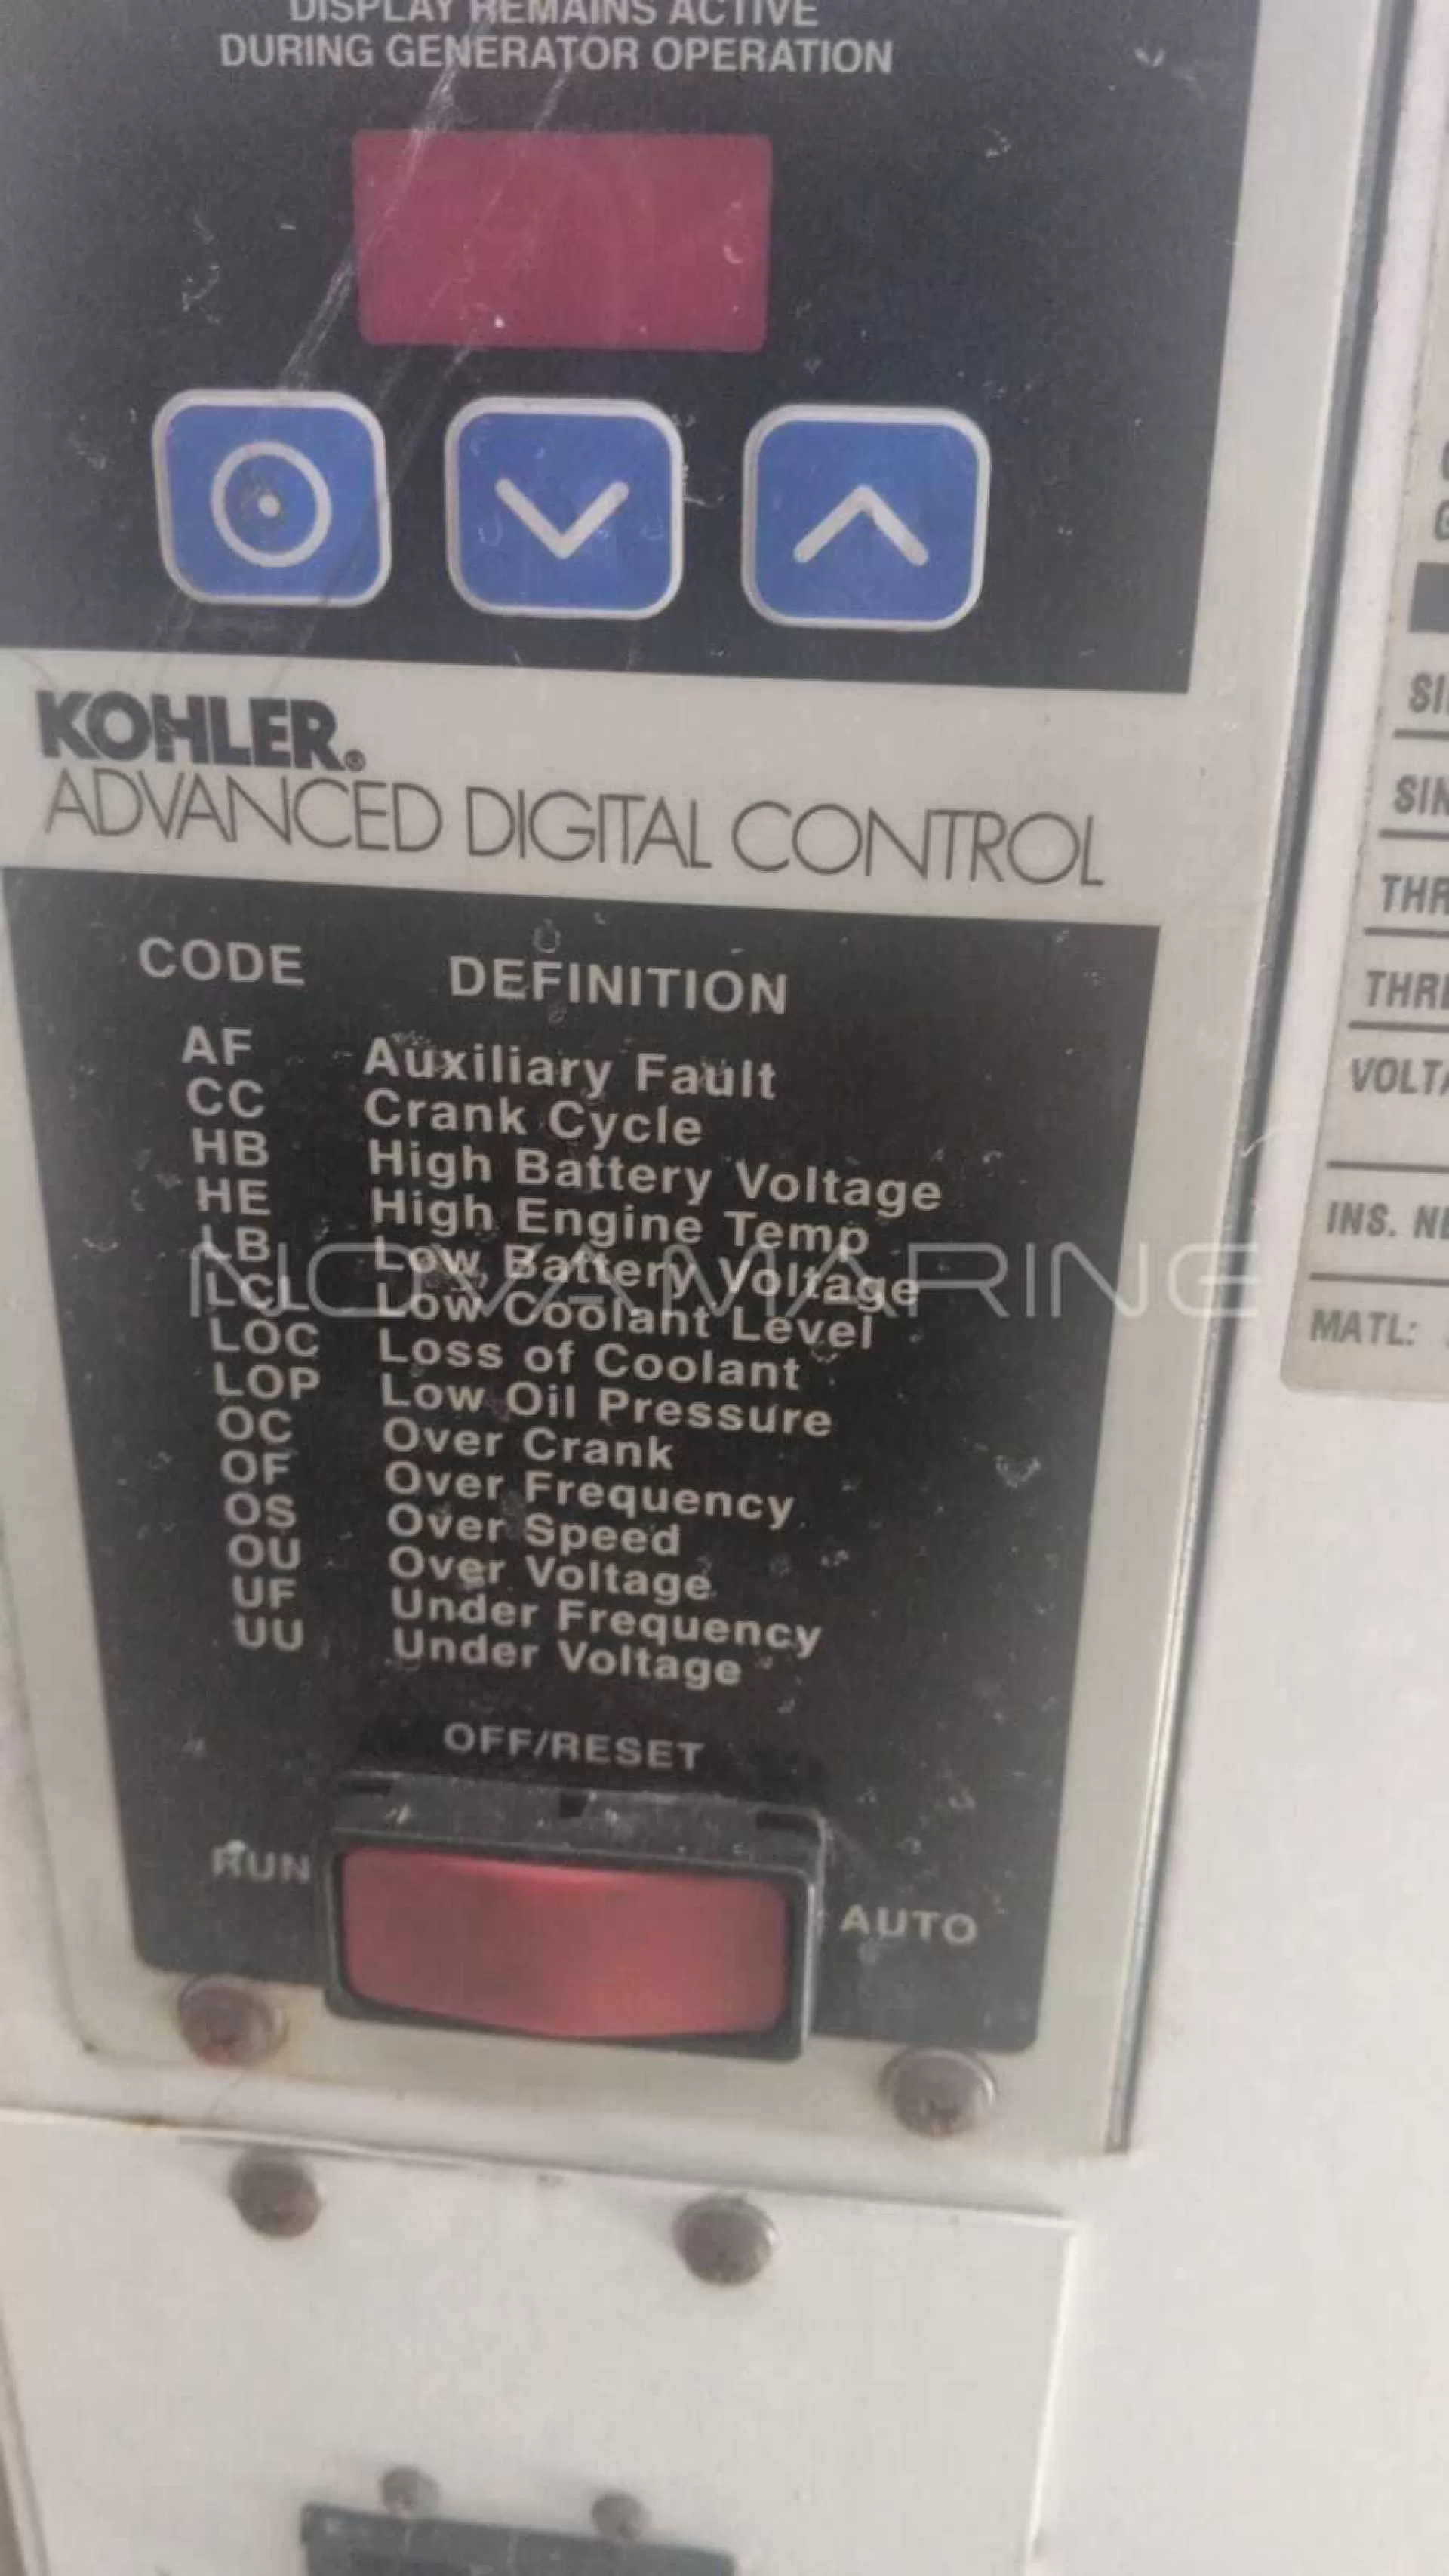 DISPLAY REMAINS ACTIVE
DURING GENERATOR OPERATION
KOHLER®
ADVANCED DIGITAL CONTROL
CODE DEFINITION
AF Auxiliary Fault
CC Crank Cycle
HB High Battery Voltage
HE High Engine Temp
LB Low Battery Voltage
LCL Low Coolant Level
LOC Loss of Coolant
LOP Low Oil Pressure
OC Over Crank
OF Over Frequency
OS Over Speed
OU Over Voltage
UF Under Frequency
UU Under Voltage
OFF/RESET
RUN AUTO
NOVAMARINE
INS.
MATL: